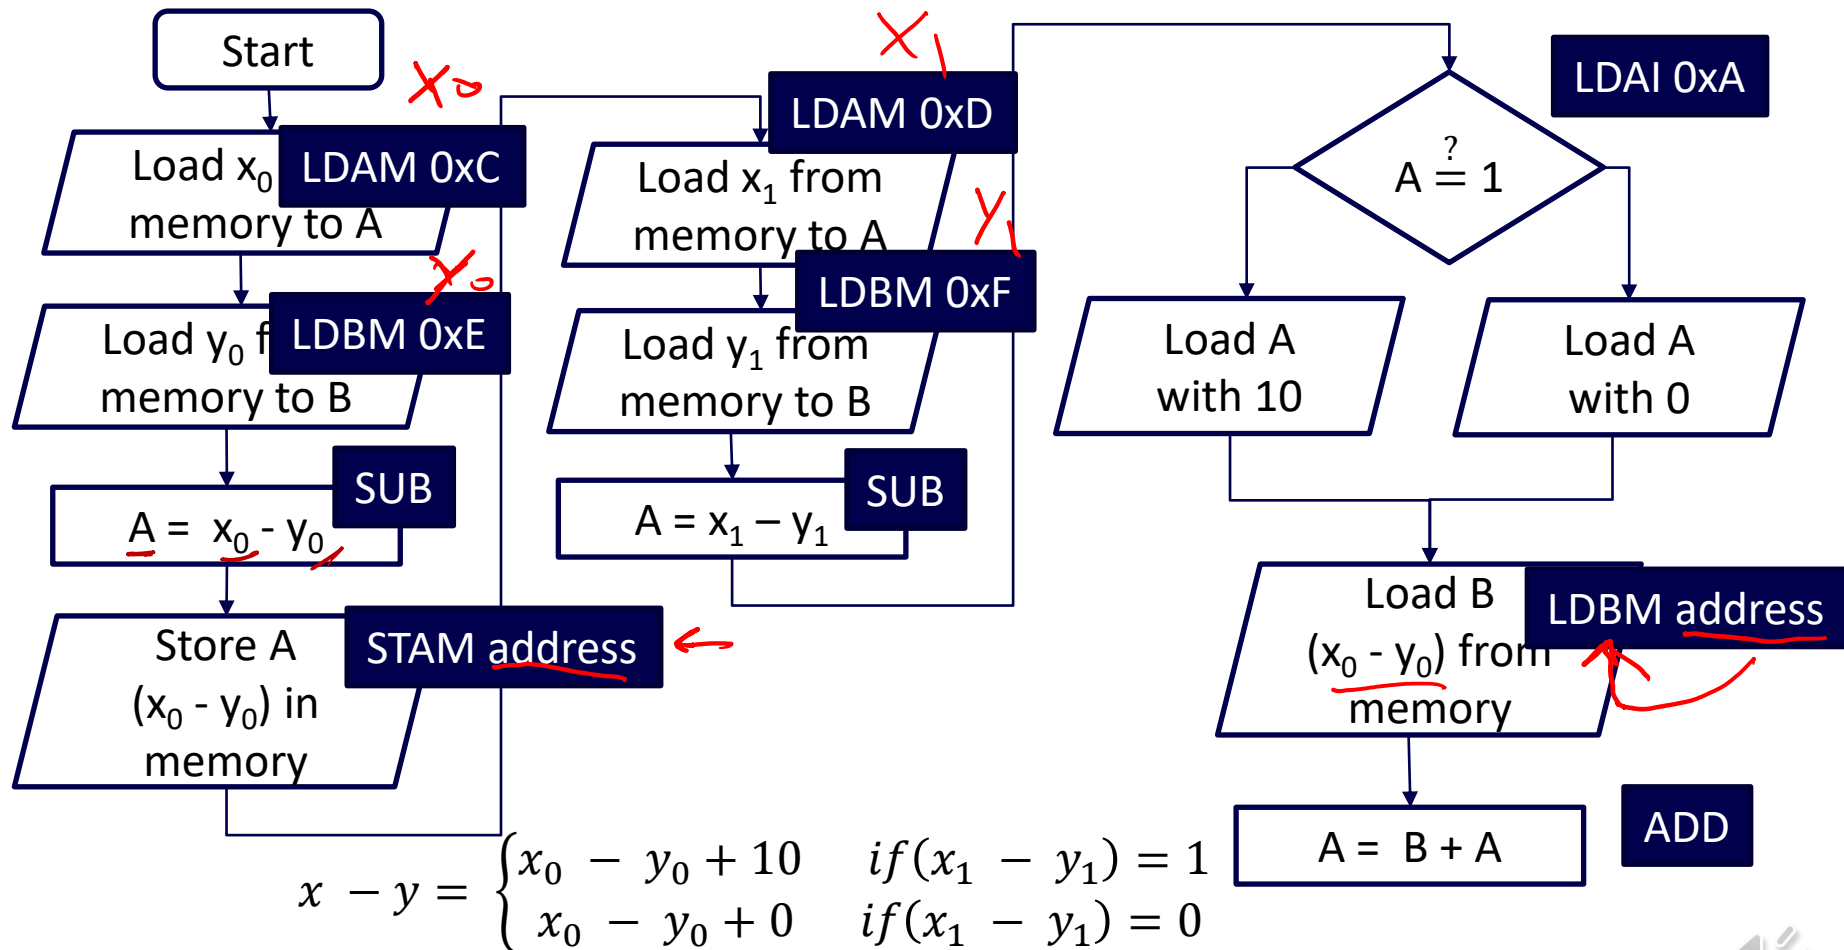 Start
x₀
Load x₀
memory to A
LDAM 0xC
Load y₀ f
memory to B
LDBM 0xE
A = x₀ - y₀
SUB
Store A
(x₀ - y₀) in
memory
STAM address
x₁
LDAM 0xD
Load x₁ from
memory to A
y₁
LDBM 0xF
Load y₁ from
memory to B
SUB
A = x₁ – y₁
LDAI 0xA
?
A = 1
Load A
with 10
Load A
with 0
Load B
(x₀ - y₀) from
memory
LDBM address
A = B + A
ADD
x − y = { x₀ − y₀ + 10 if(x₁ − y₁) = 1
x₀ − y₀ + 0 if(x₁ − y₁) = 0